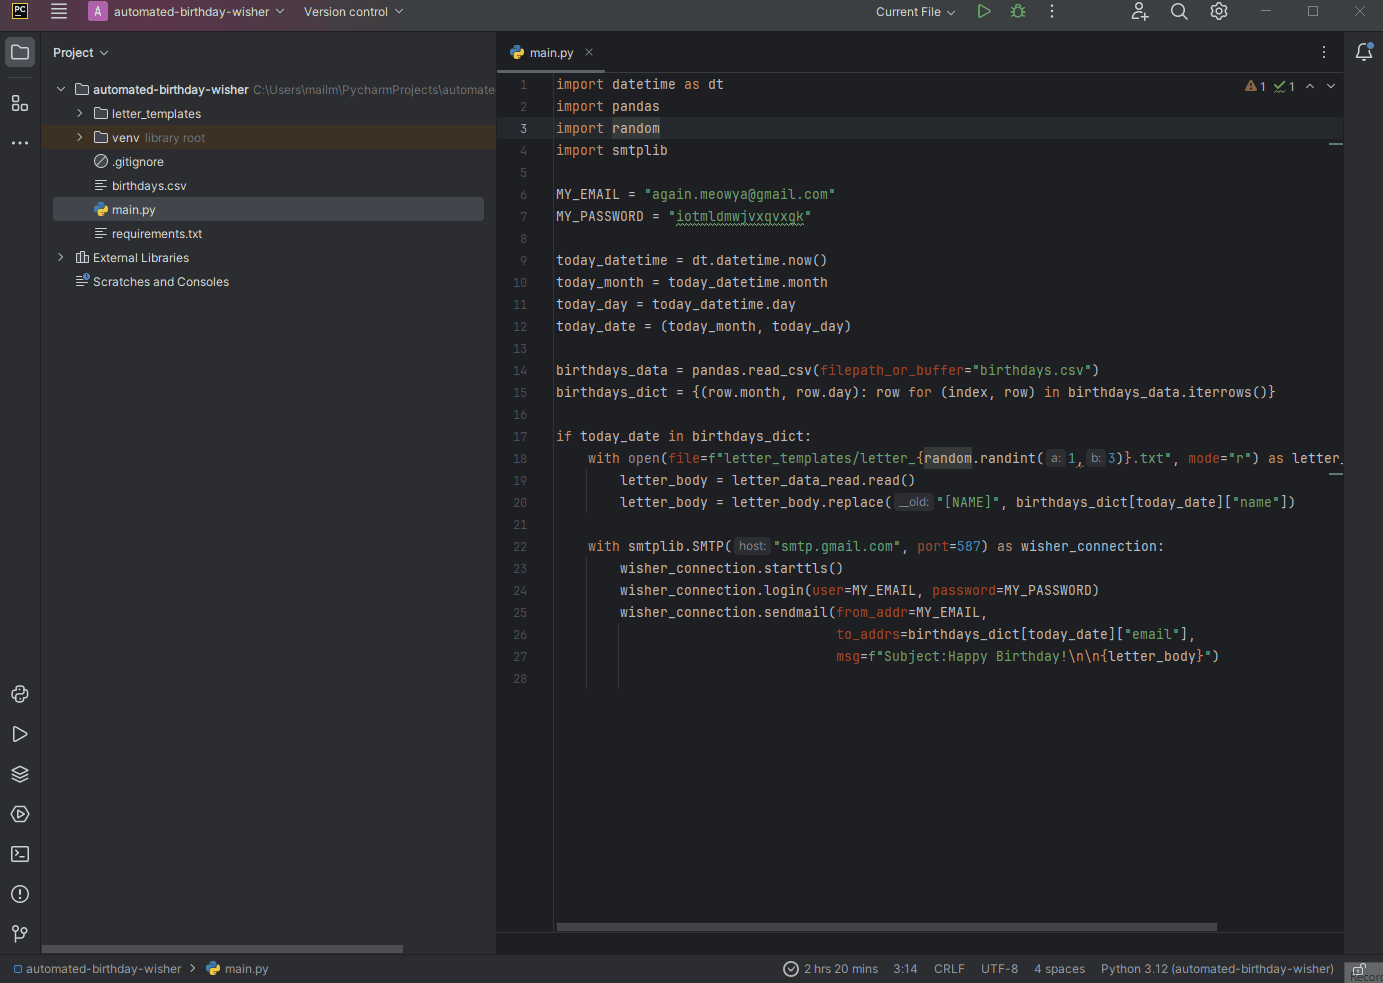 PC
A automated-birthday-wisher Version control Current File
Project
main.py
automated-birthday-wisher C:\Users\mailm\PycharmProjects\automate
letter_templates
venv library root
.gitignore
birthdays.csv
main.py
requirements.txt
External Libraries
Scratches and Consoles
1 1
1 import datetime as dt
2 import pandas
3 import random
4 import smtplib
5
6 MY_EMAIL = "again.meowya@gmail.com"
7 MY_PASSWORD = "iotmldmwjvxqvxgk"
8
9 today_datetime = dt.datetime.now()
10 today_month = today_datetime.month
11 today_day = today_datetime.day
12 today_date = (today_month, today_day)
13
14 birthdays_data = pandas.read_csv(filepath_or_buffer="birthdays.csv")
15 birthdays_dict = {(row.month, row.day): row for (index, row) in birthdays_data.iterrows()}
16
17 if today_date in birthdays_dict:
18 with open(file=f"letter_templates/letter_{random.randint( a: 1, b: 3)}.txt", mode="r") as letter_
19 letter_body = letter_data_read.read()
20 letter_body = letter_body.replace( __old: "[NAME]", birthdays_dict[today_date]["name"])
21
22 with smtplib.SMTP( host: "smtp.gmail.com", port=587) as wisher_connection:
23 wisher_connection.starttls()
24 wisher_connection.login(user=MY_EMAIL, password=MY_PASSWORD)
25 wisher_connection.sendmail(from_addr=MY_EMAIL,
26 to_addrs=birthdays_dict[today_date]["email"],
27 msg=f"Subject:Happy Birthday!\n\n{letter_body}")
28
automated-birthday-wisher main.py 2 hrs 20 mins 3:14 CRLF UTF-8 4 spaces Python 3.12 (automated-birthday-wisher)
Record